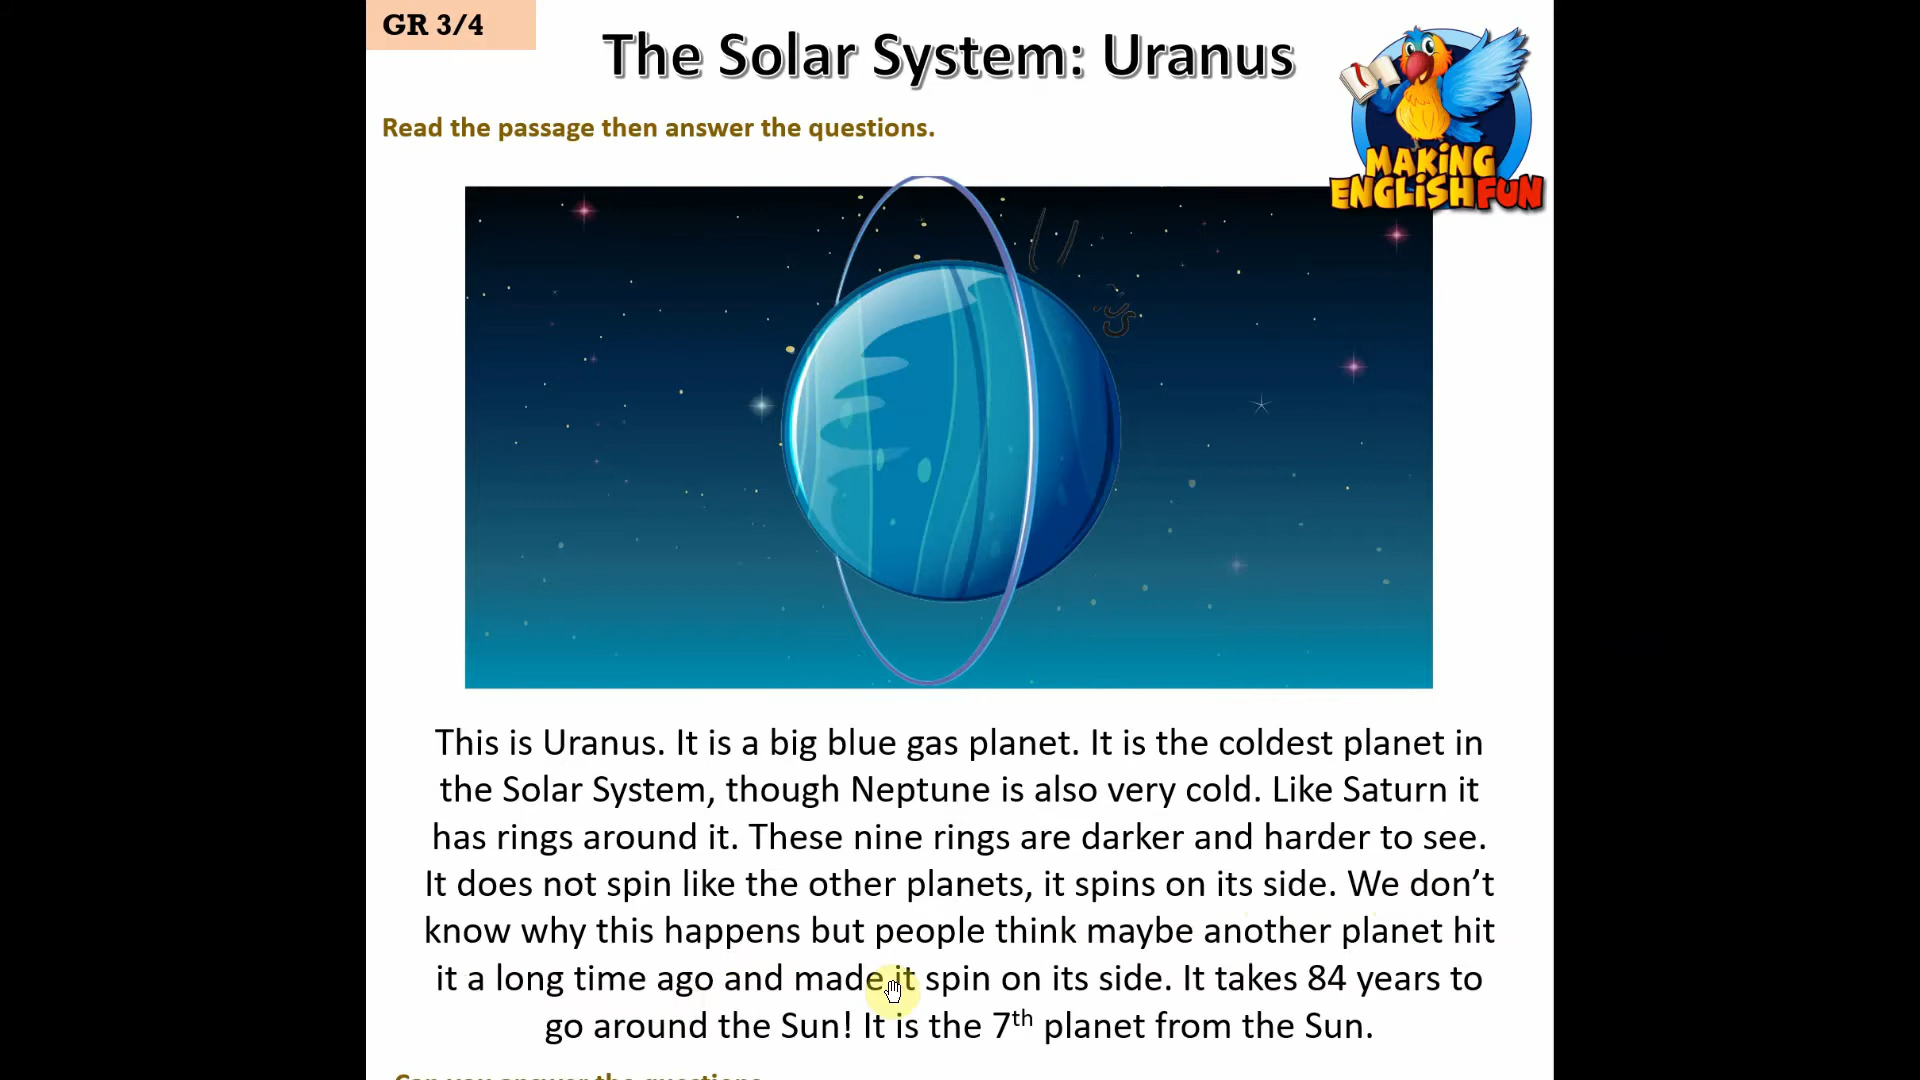 GR 3/4
The Solar System: Uranus
MAKING
ENGLISH FUN
Read the passage then answer the questions.
This is Uranus. It is a big blue gas planet. It is the coldest planet in
the Solar System, though Neptune is also very cold. Like Saturn it
has rings around it. These nine rings are darker and harder to see.
It does not spin like the other planets, it spins on its side. We don’t
know why this happens but people think maybe another planet hit
it a long time ago and made it spin on its side. It takes 84 years to
go around the Sun! It is the 7th planet from the Sun.
Can you answer the questions